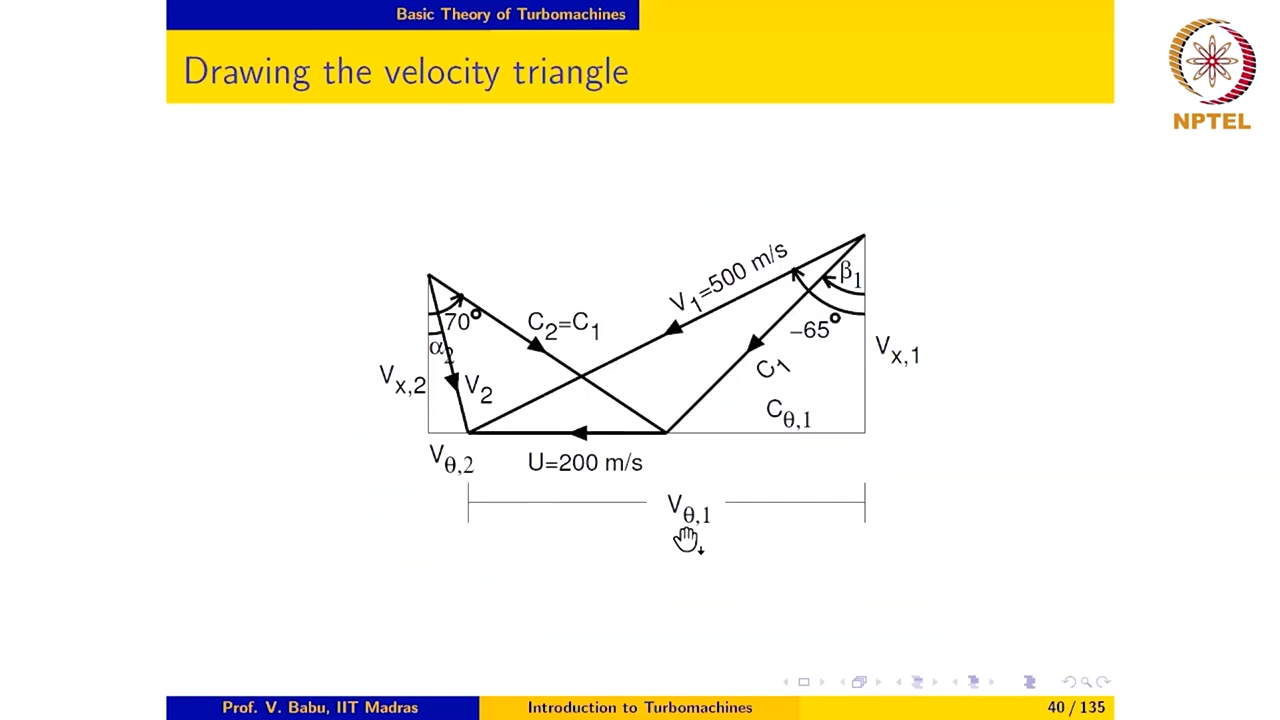 Basic Theory of Turbomachines
Drawing the velocity triangle
NPTEL
V1=500 m/s
β1
70°
C2=C1
−65°
α2
Vx,1
Vx,2
V2
C1
Cθ,1
Vθ,2
U=200 m/s
Vθ,1
Prof. V. Babu, IIT Madras
Introduction to Turbomachines
40 / 135